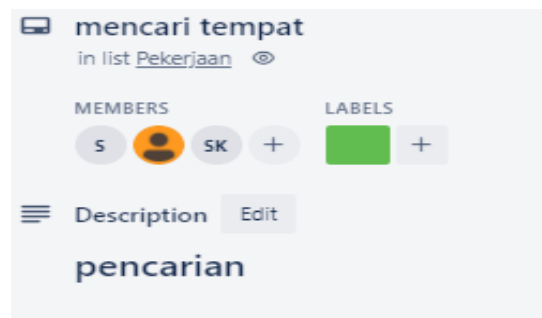 mencari tempat
in list Pekerjaan
MEMBERS
LABELS
S
SK
+
+
Description
Edit
pencarian